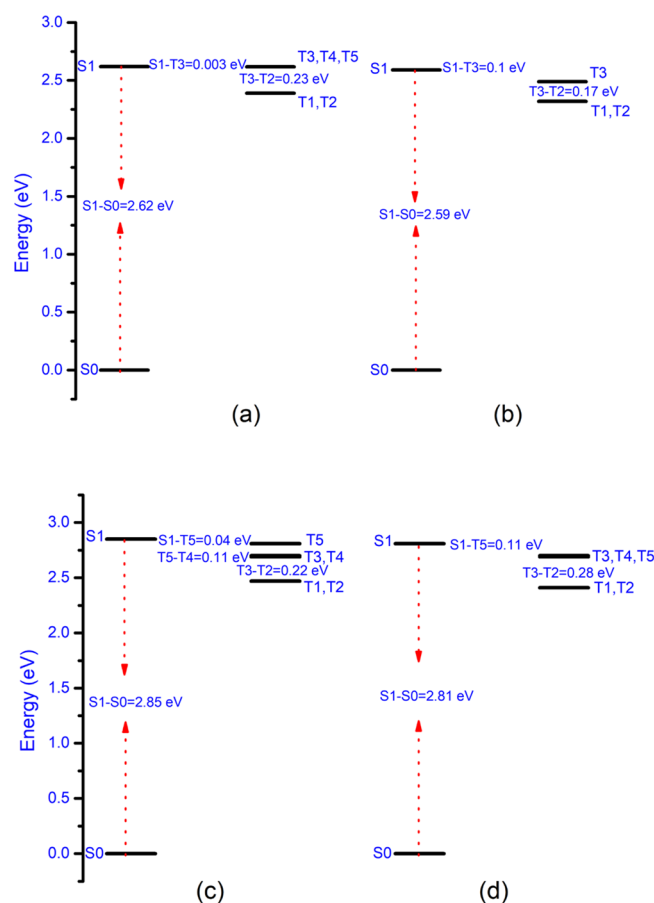 3.0
2.5
2.0
1.5
1.0
0.5
0.0
Energy (eV)
S1
S1-T3=0.003 eV
T3,T4,T5
T3-T2=0.23 eV
T1,T2
S1-S0=2.62 eV
S0
(a)
S1
S1-T3=0.1 eV
T3
T3-T2=0.17 eV
T1,T2
S1-S0=2.59 eV
S0
(b)
3.0
2.5
2.0
1.5
1.0
0.5
0.0
Energy (eV)
S1
S1-T5=0.04 eV
T5
T5-T4=0.11 eV
T3,T4
T3-T2=0.22 eV
T1,T2
S1-S0=2.85 eV
S0
(c)
S1
S1-T5=0.11 eV
T3,T4,T5
T3-T2=0.28 eV
T1,T2
S1-S0=2.81 eV
S0
(d)